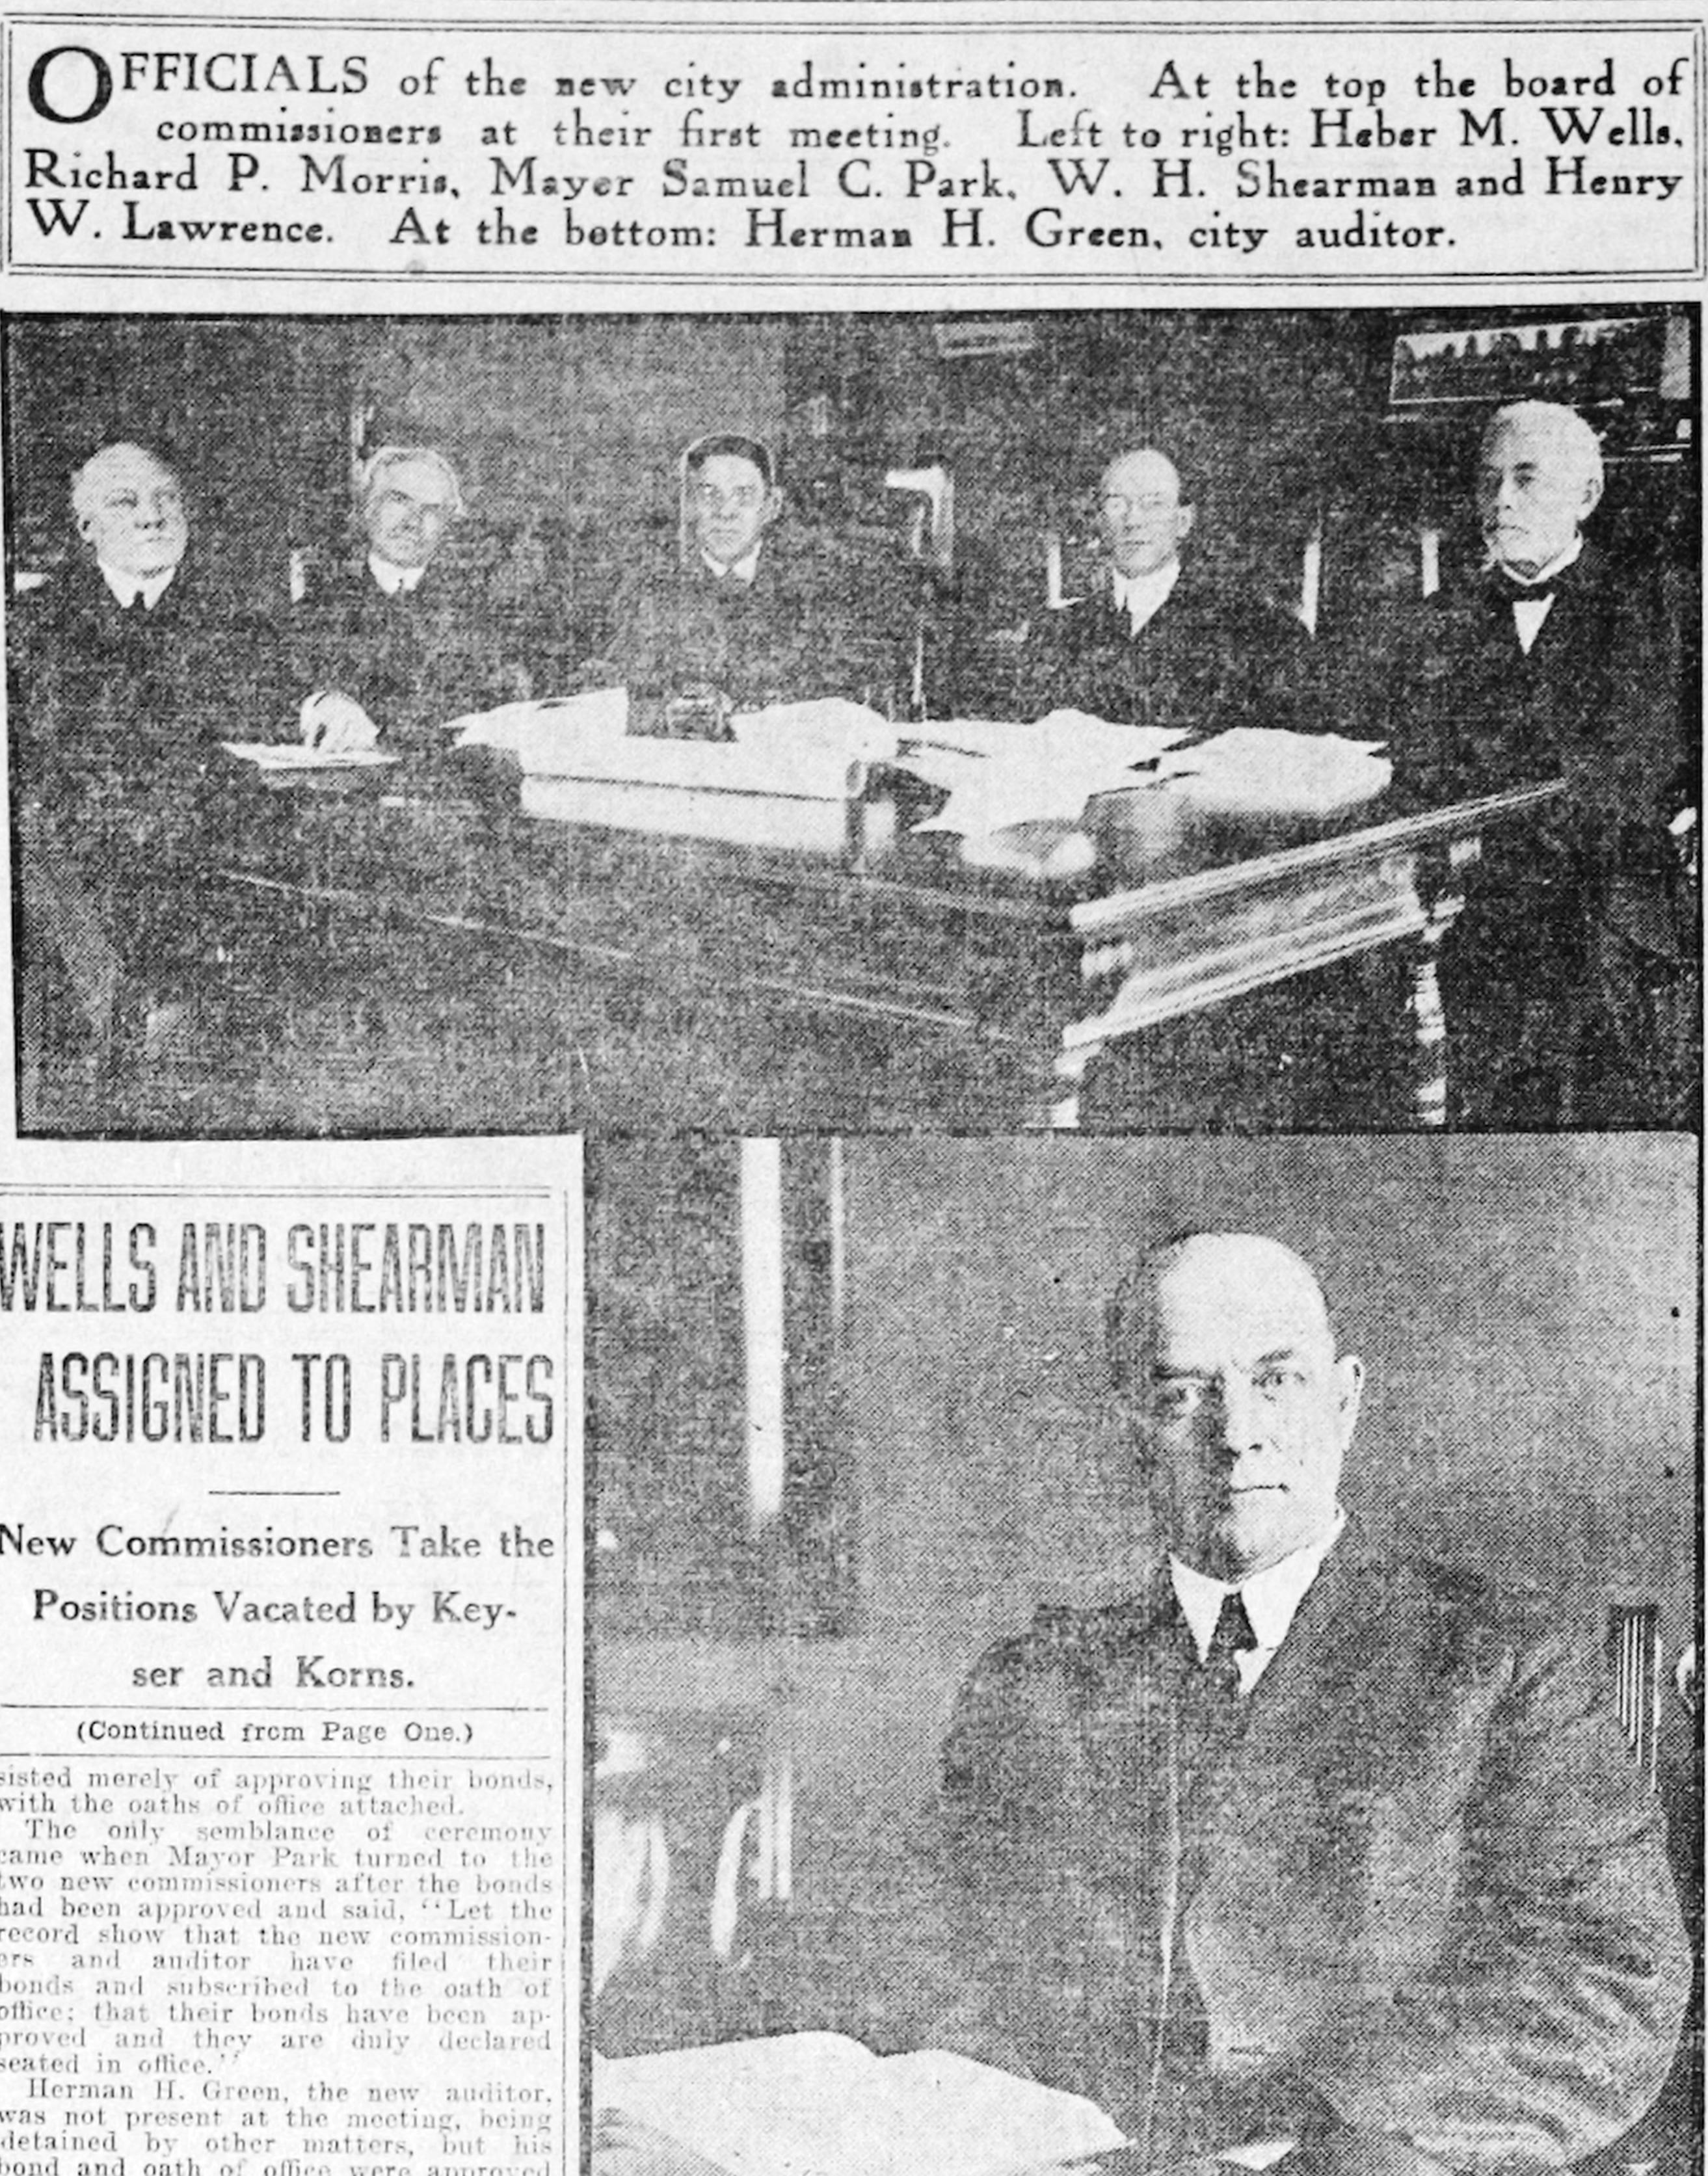 OFFICIALS of the new city administration. At the top the board of
commissioners at their first meeting. Left to right: Heber M. Wells,
Richard P. Morris, Mayer Samuel C. Park, W. H. Shearman and Henry
W. Lawrence. At the bottom: Herman H. Green, city auditor.
WELLS AND SHEARMAN
ASSIGNED TO PLACES
New Commissioners Take the
Positions Vacated by Key-
ser and Korns.
(Continued from Page One.)
sisted merely of approving their bonds,
with the oaths of office attached.
The only semblance of ceremony
came when Mayor Park turned to the
two new commissioners after the bonds
had been approved and said, "Let the
record show that the new commission-
ers and auditor have filed their
bonds and subscribed to the oath of
office; that their bonds have been ap-
proved and they are duly declared
seated in office."
Herman H. Green, the new auditor,
was not present at the meeting, being
detained by other matters, but his
bond and oath of office were approved